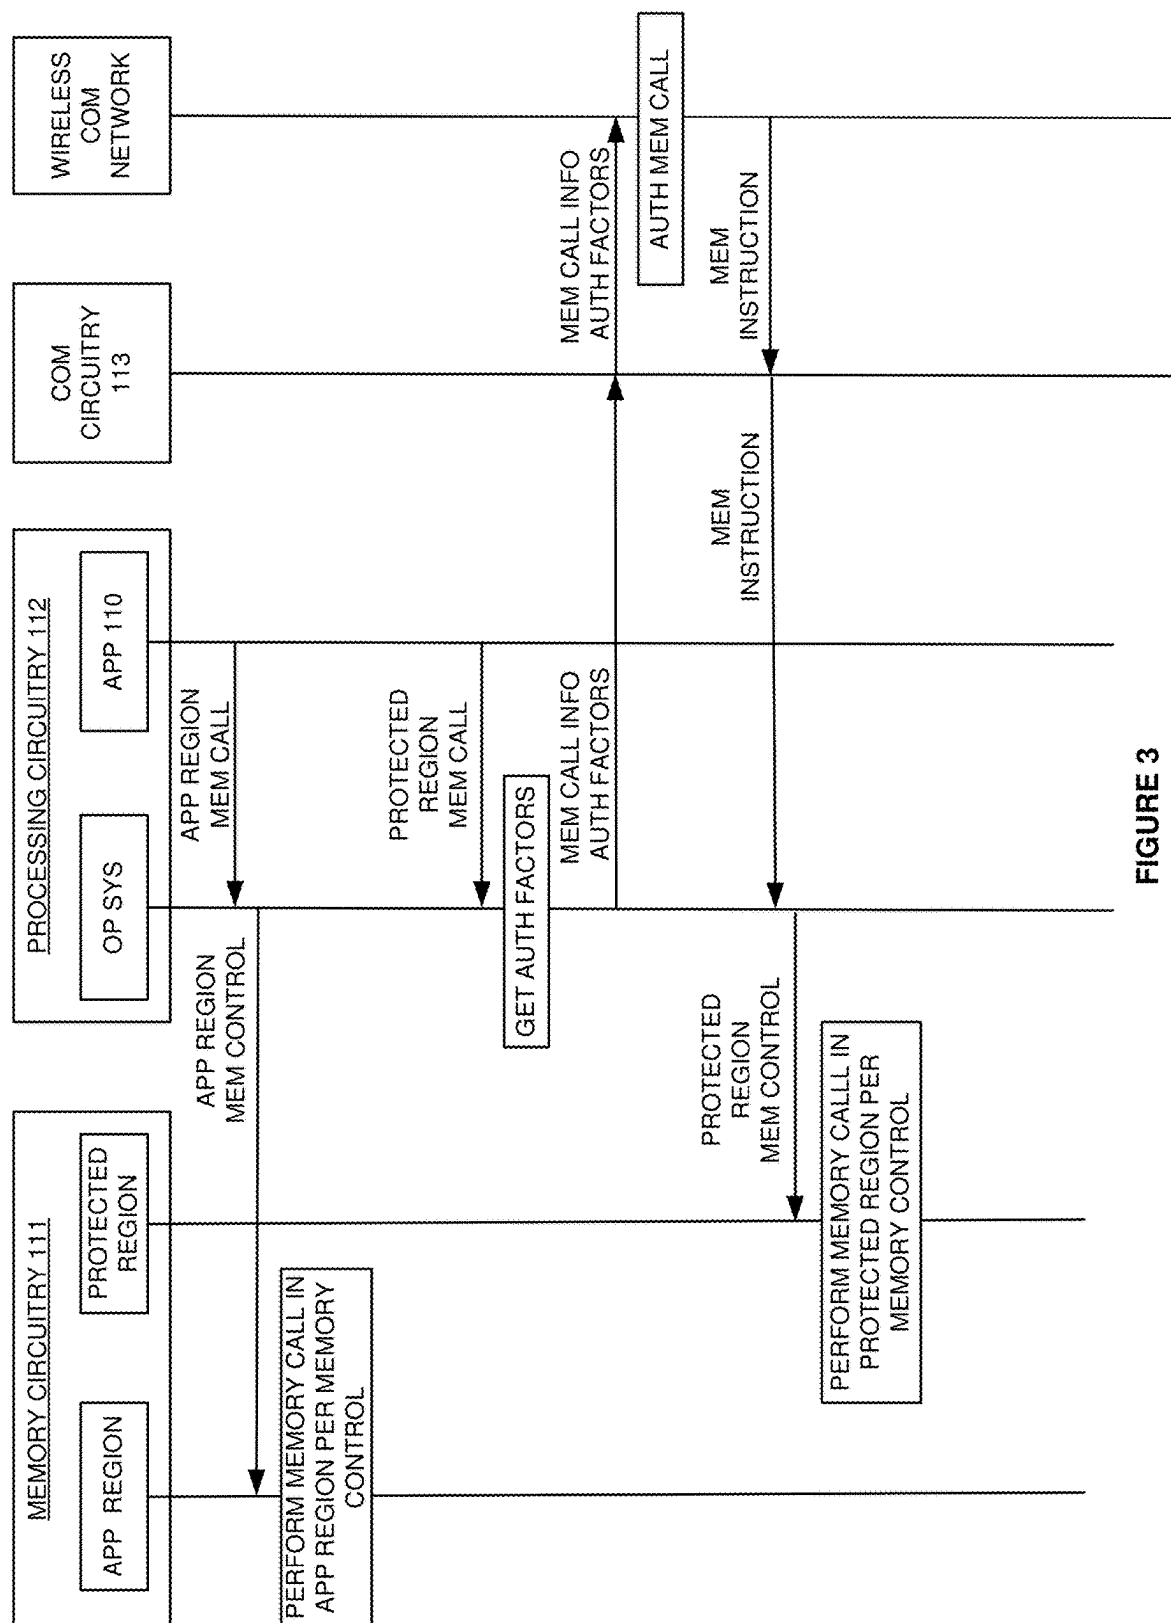 MEMORY CIRCUITRY 111
APP REGION
PROTECTED
REGION
PROCESSING CIRCUITRY 112
OP SYS
APP 110
COM
CIRCUITRY
113
WIRELESS
COM
NETWORK
APP REGION
MEM CALL
APP REGION
MEM CONTROL
PERFORM MEMORY CALL IN
APP REGION PER MEMORY
CONTROL
PROTECTED
REGION
MEM CALL
GET AUTH FACTORS
MEM CALL INFO
AUTH FACTORS
MEM CALL INFO
AUTH FACTORS
AUTH MEM CALL
MEM
INSTRUCTION
MEM
INSTRUCTION
PROTECTED
REGION
MEM CONTROL
PERFORM MEMORY CALLL IN
PROTECTED REGION PER
MEMORY CONTROL
FIGURE 3